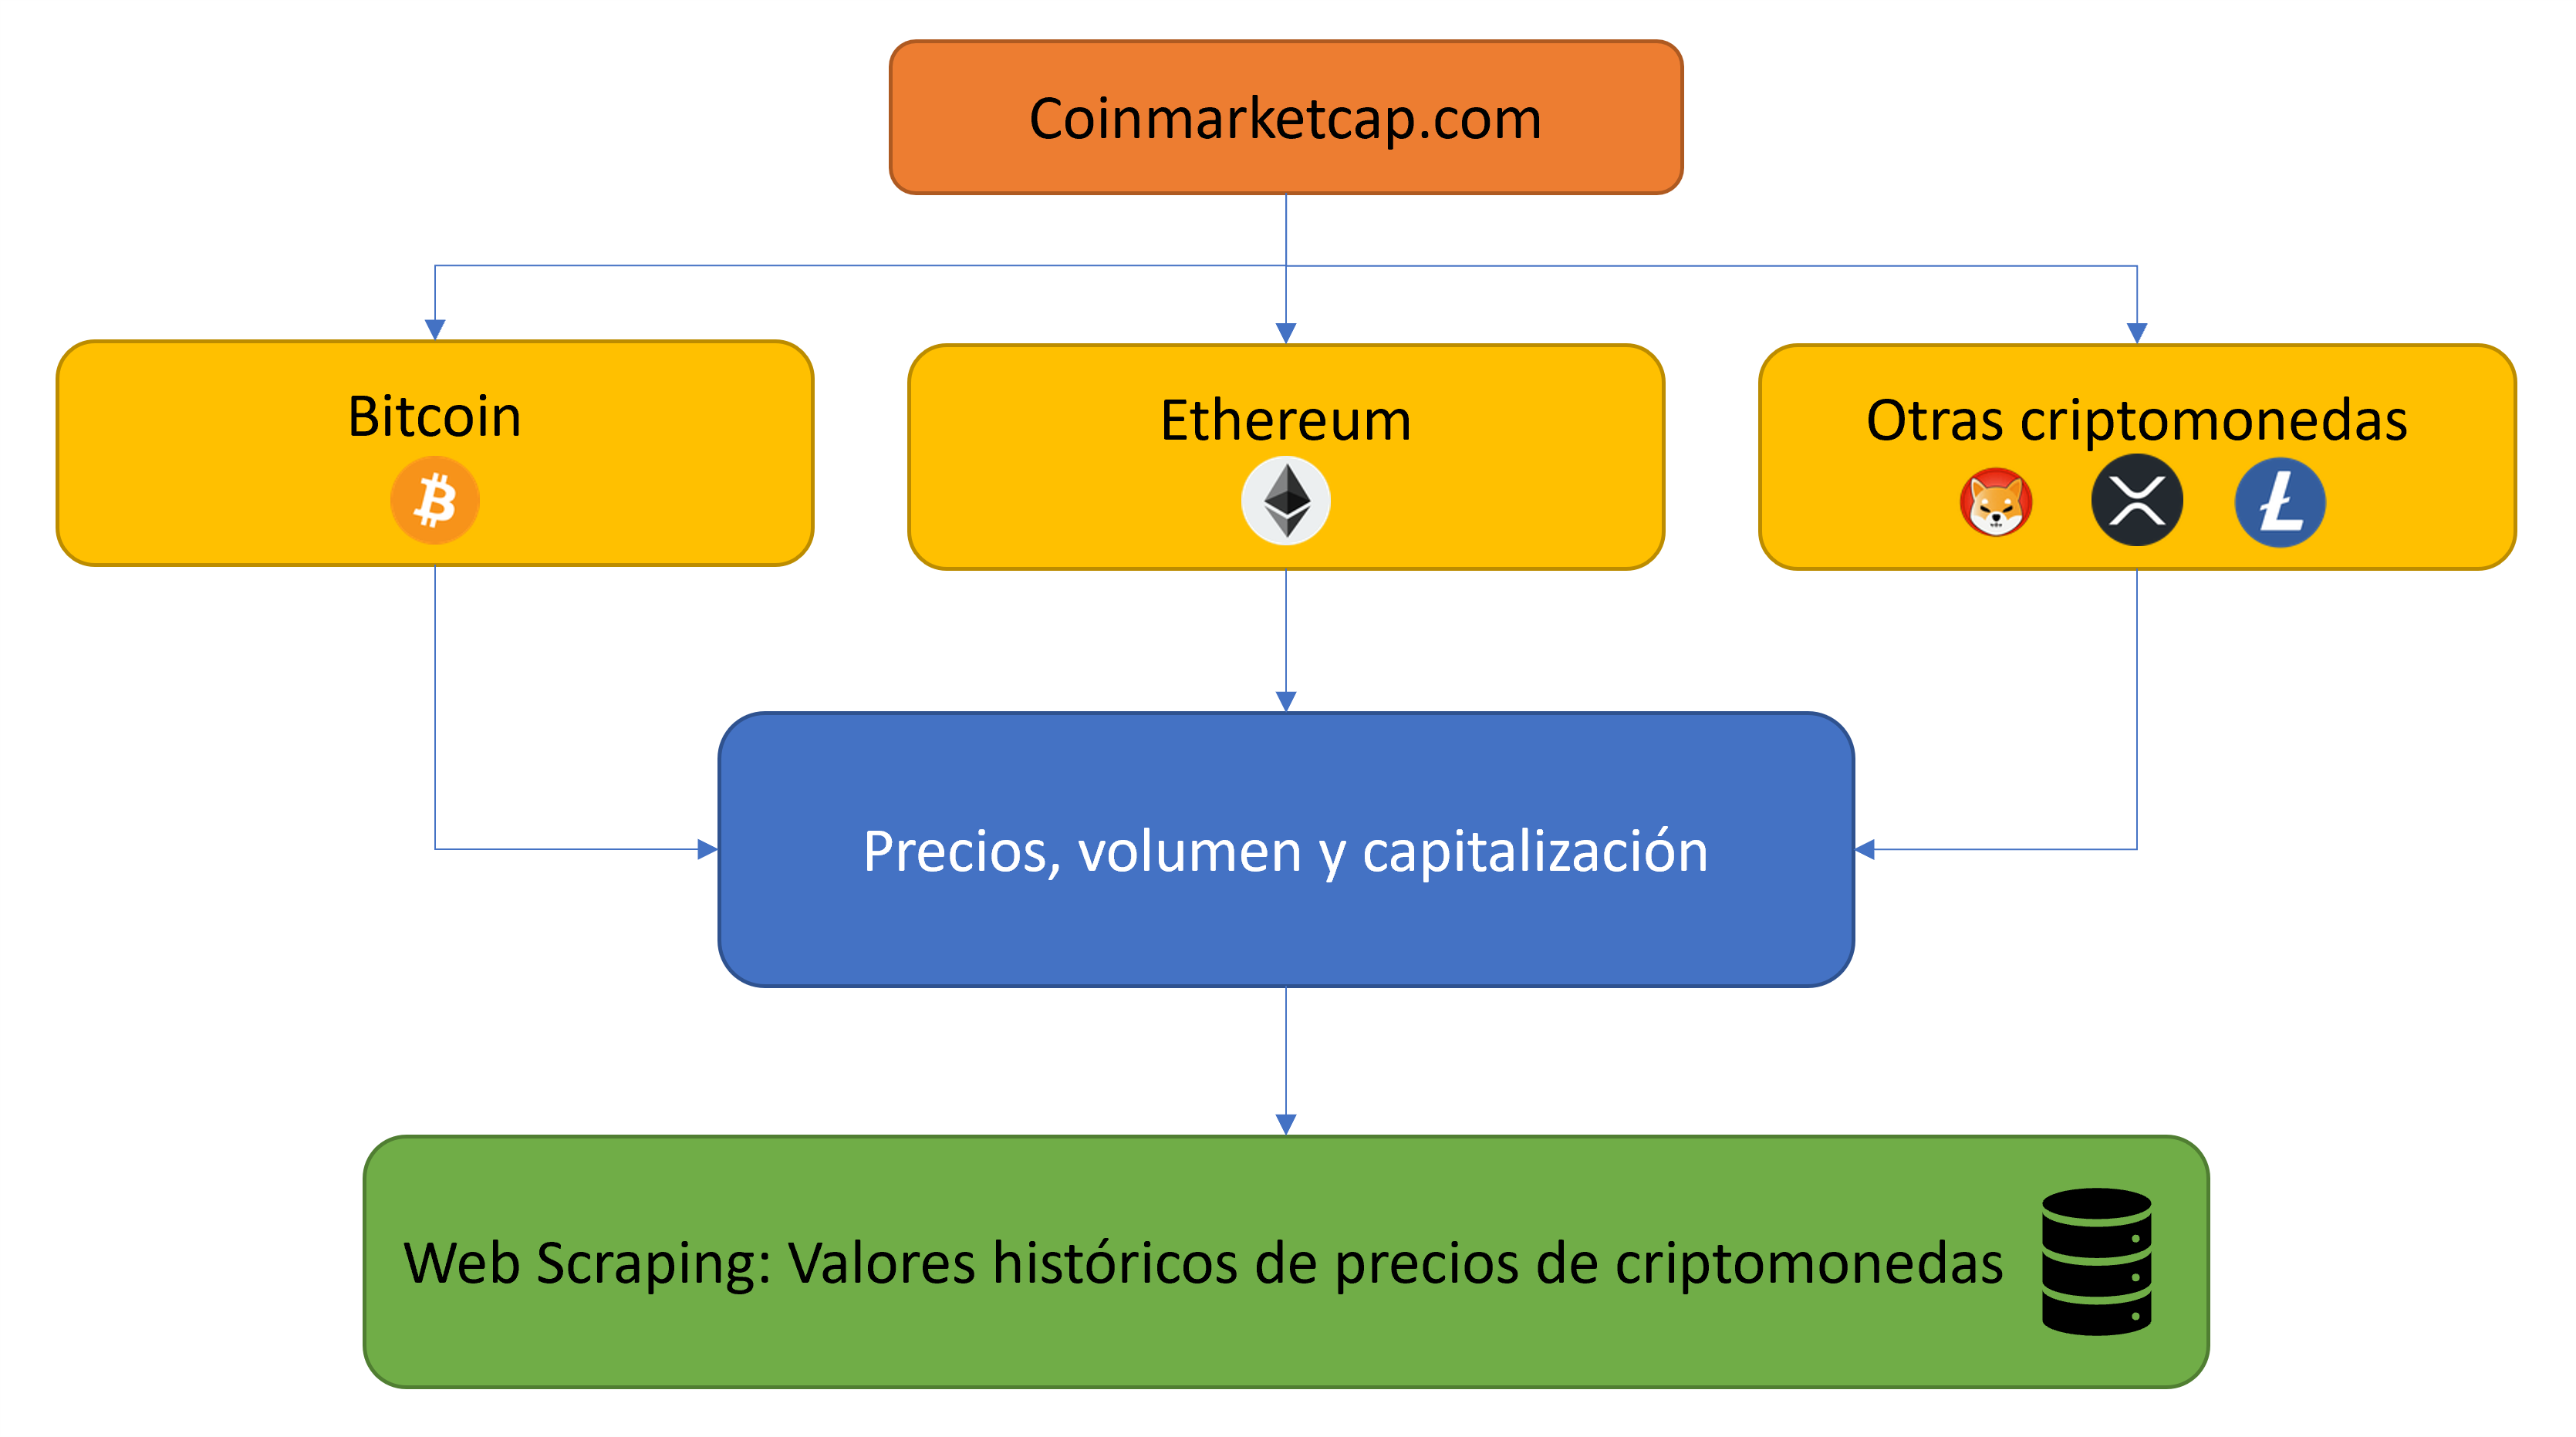 Coinmarketcap.com
Bitcoin
Ethereum
Otras criptomonedas
Precios, volumen y capitalización
Web Scraping: Valores históricos de precios de criptomonedas